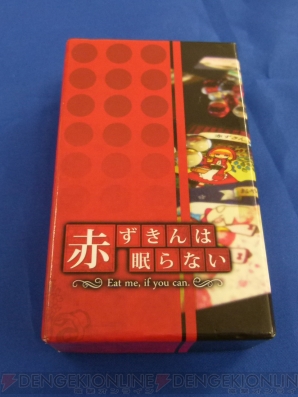 赤ずきんは
眠らない
Eat me, if you can.
DENGEKIONLINE DENGEKIONLINE